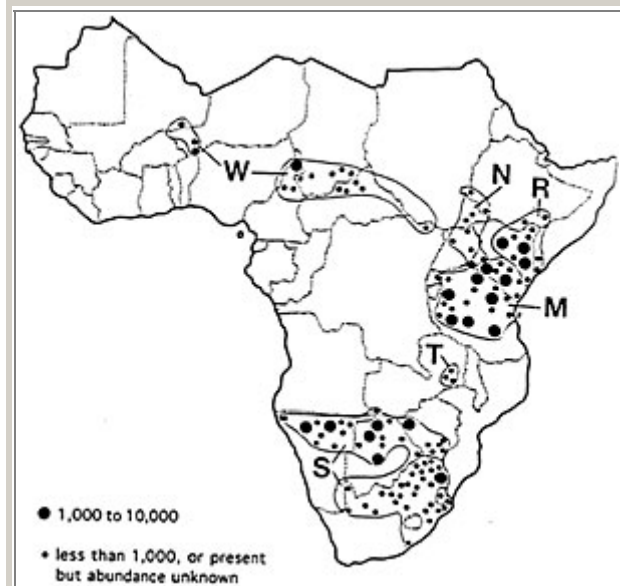 N
R
W
M
T
S
1,000 to 10,000
less than 1,000, or present
but abundance unknown